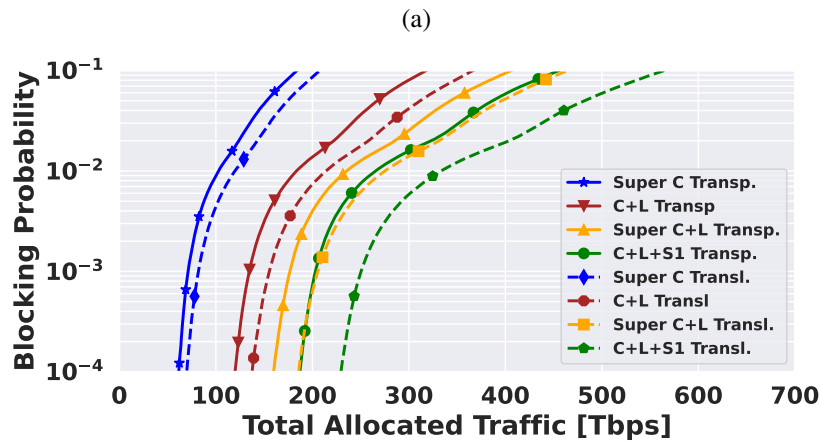 (a)
Blocking Probability
10⁻¹
10⁻²
10⁻³
10⁻⁴
Super C Transp.
C+L Transp
Super C+L Transp.
C+L+S1 Transp.
Super C Transl.
C+L Transl
Super C+L Transl.
C+L+S1 Transl.
0 100 200 300 400 500 600 700
Total Allocated Traffic [Tbps]